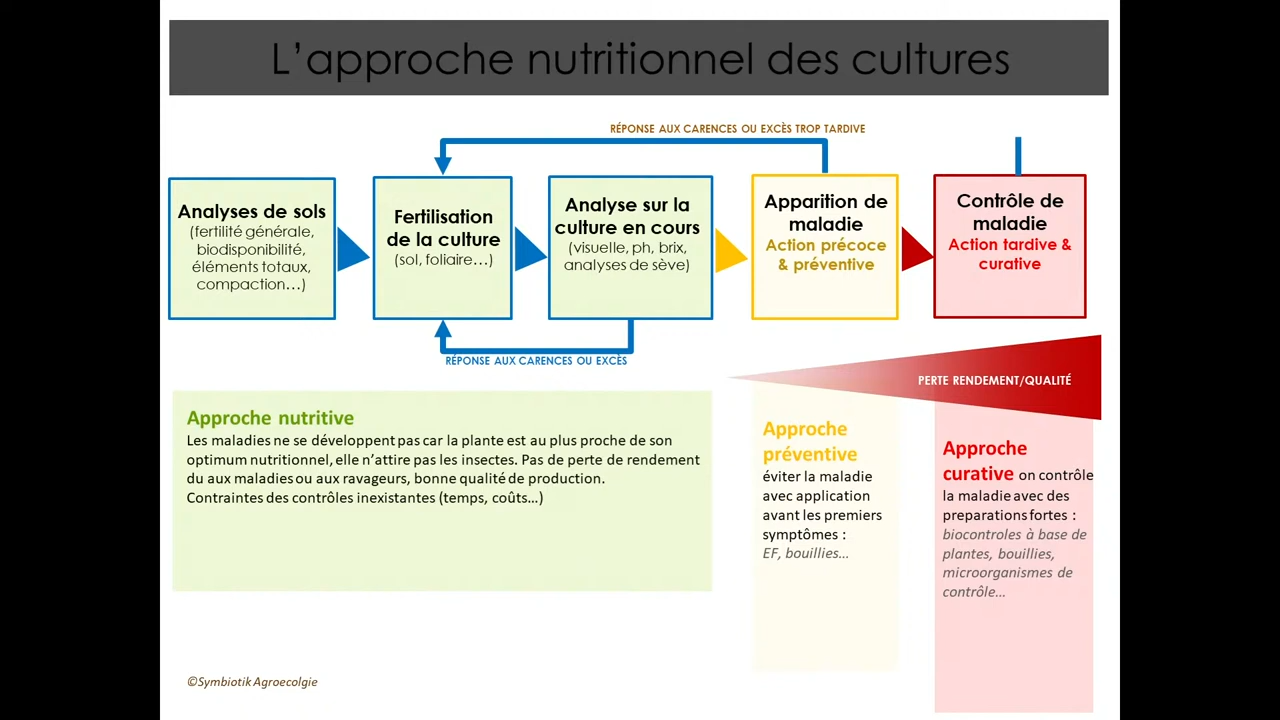 L'approche nutritionnel des cultures
RÉPONSE AUX CARENCES OU EXCÈS TROP TARDIVE
Analyses de sols
(fertilité générale,
biodisponibilité,
éléments totaux,
compaction...)
Fertilisation
de la culture
(sol, foliaire...)
Analyse sur la
culture en cours
(visuelle, ph, brix,
analyses de sève)
Apparition de
maladie
Action précoce
& préventive
Contrôle de
maladie
Action tardive &
curative
RÉPONSE AUX CARENCES OU EXCÈS
PERTE RENDEMENT/QUALITÉ
Approche nutritive
Les maladies ne se développent pas car la plante est au plus proche de son
optimum nutritionnel, elle n'attire pas les insectes. Pas de perte de rendement
du aux maladies ou aux ravageurs, bonne qualité de production.
Contraintes des contrôles inexistantes (temps, coûts...)
Approche
préventive
éviter la maladie
avec application
avant les premiers
symptômes :
EF, bouillies...
Approche
curative on contrôle
la maladie avec des
preparations fortes :
biocontroles à base de
plantes, bouillies,
microorganismes de
contrôle...
©Symbiotik Agroecolgie